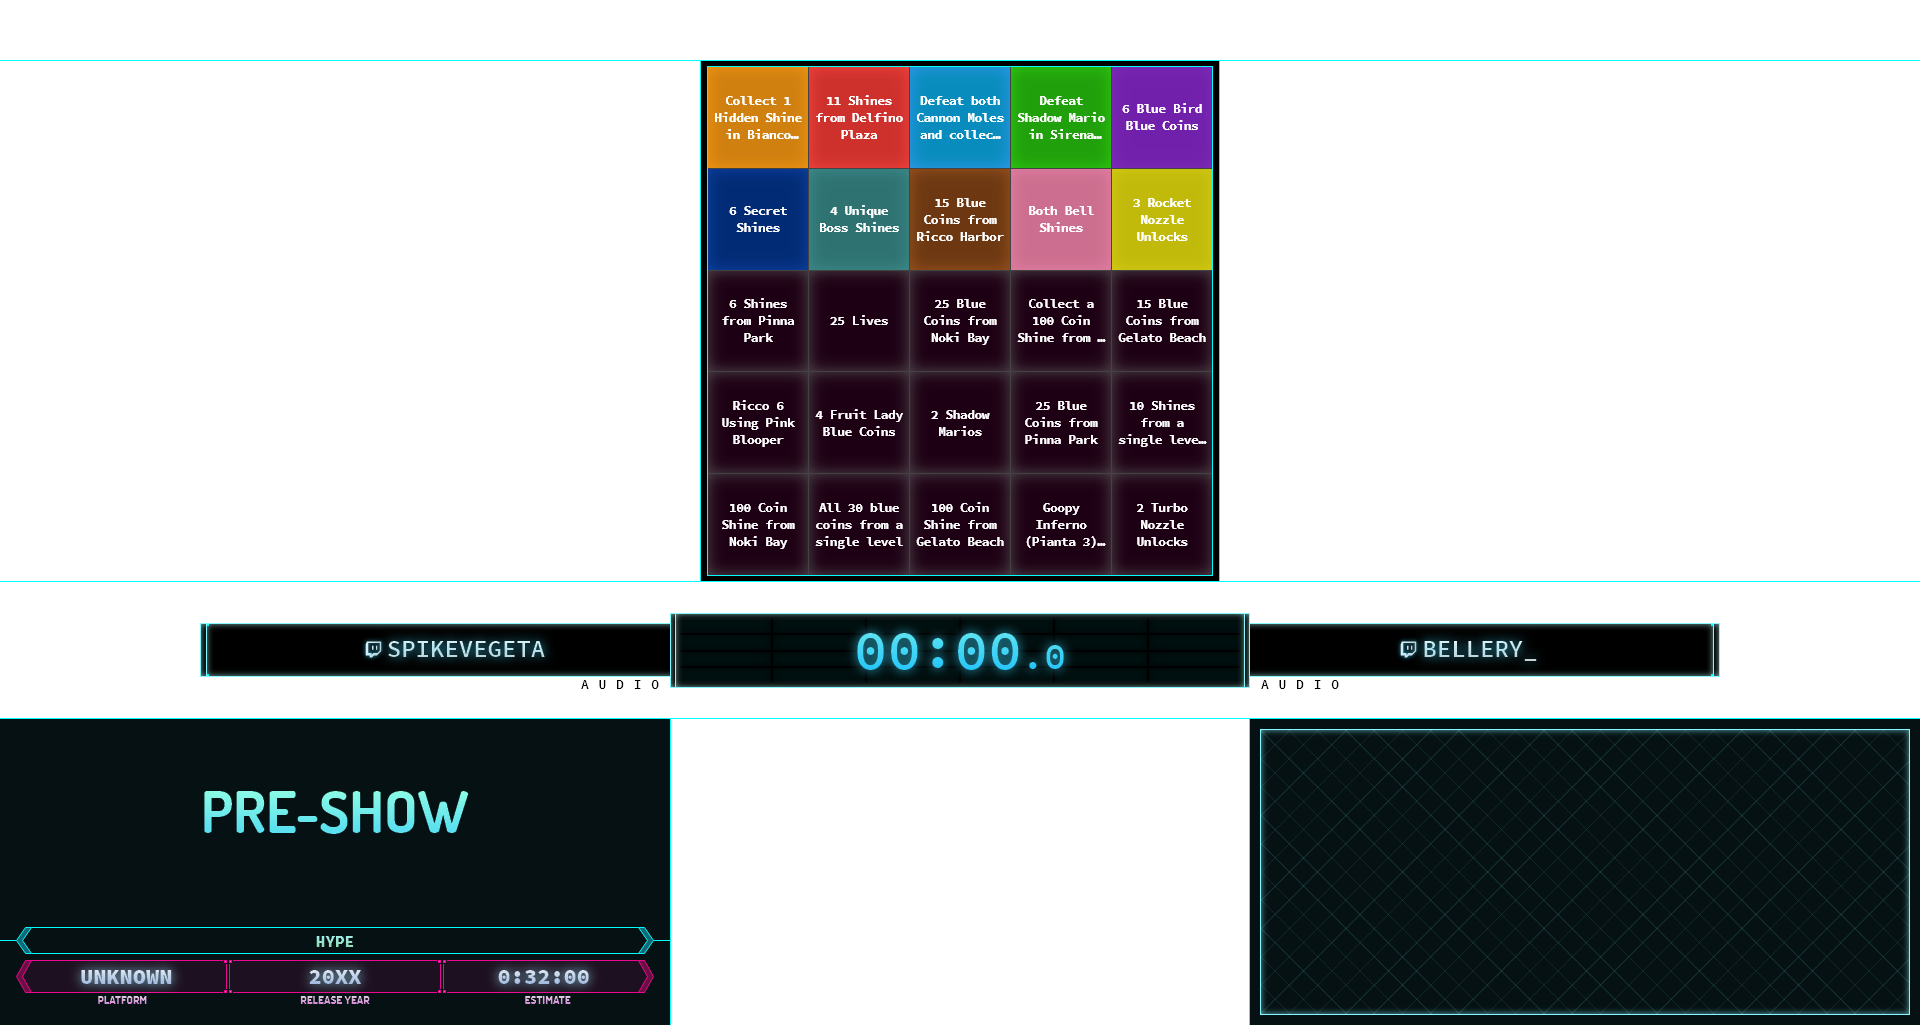 Collect 1
Hidden Shine
in Bianco…
11 Shines
from Delfino
Plaza
Defeat both
Cannon Moles
and collec…
Defeat
Shadow Mario
in Sirena…
6 Blue Bird
Blue Coins
6 Secret
Shines
4 Unique
Boss Shines
15 Blue
Coins from
Ricco Harbor
Both Bell
Shines
3 Rocket
Nozzle
Unlocks
6 Shines
from Pinna
Park
25 Lives
25 Blue
Coins from
Noki Bay
Collect a
100 Coin
Shine from …
15 Blue
Coins from
Gelato Beach
Ricco 6
Using Pink
Blooper
4 Fruit Lady
Blue Coins
2 Shadow
Marios
25 Blue
Coins from
Pinna Park
10 Shines
from a
single leve…
100 Coin
Shine from
Noki Bay
All 30 blue
coins from a
single level
100 Coin
Shine from
Gelato Beach
Goopy
Inferno
(Pianta 3)…
2 Turbo
Nozzle
Unlocks
SPIKEVEGETA
00:00.0
BELLERY_
AUDIO
AUDIO
PRE-SHOW
HYPE
UNKNOWN
20XX
0:32:00
PLATFORM
RELEASE YEAR
ESTIMATE